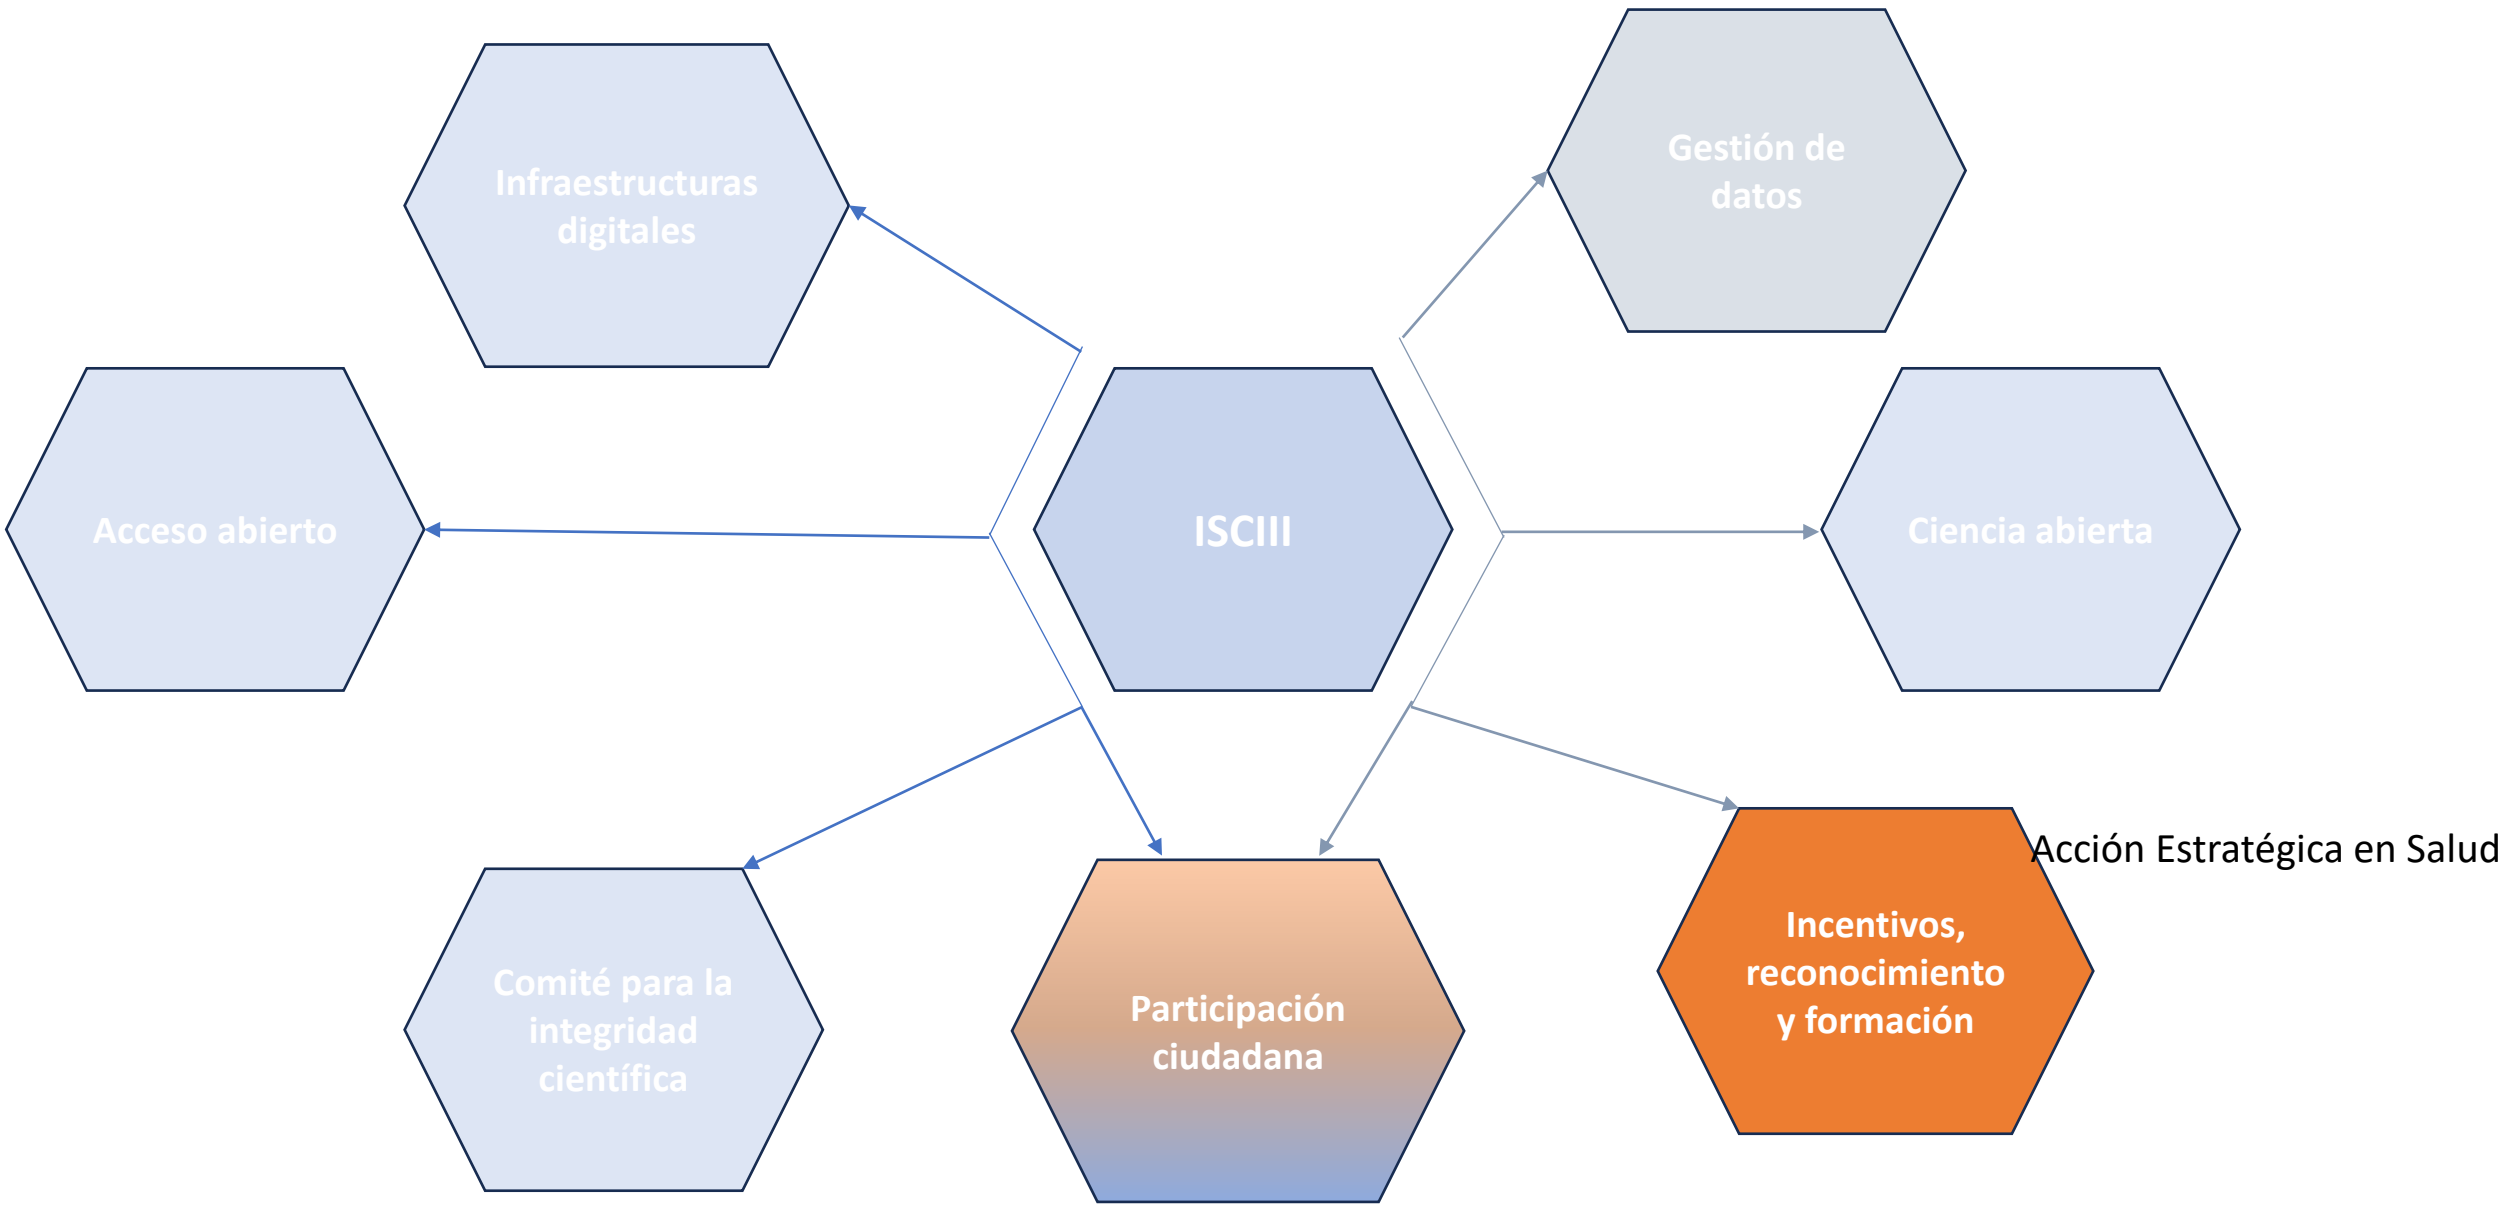 Gestión de
datos
Infraestructuras
digitales
Acceso abierto
ISCIII
Ciencia abierta
Acción Estratégica en Salud
Incentivos,
reconocimiento
y formación
Comité para la
integridad
científica
Participación
ciudadana